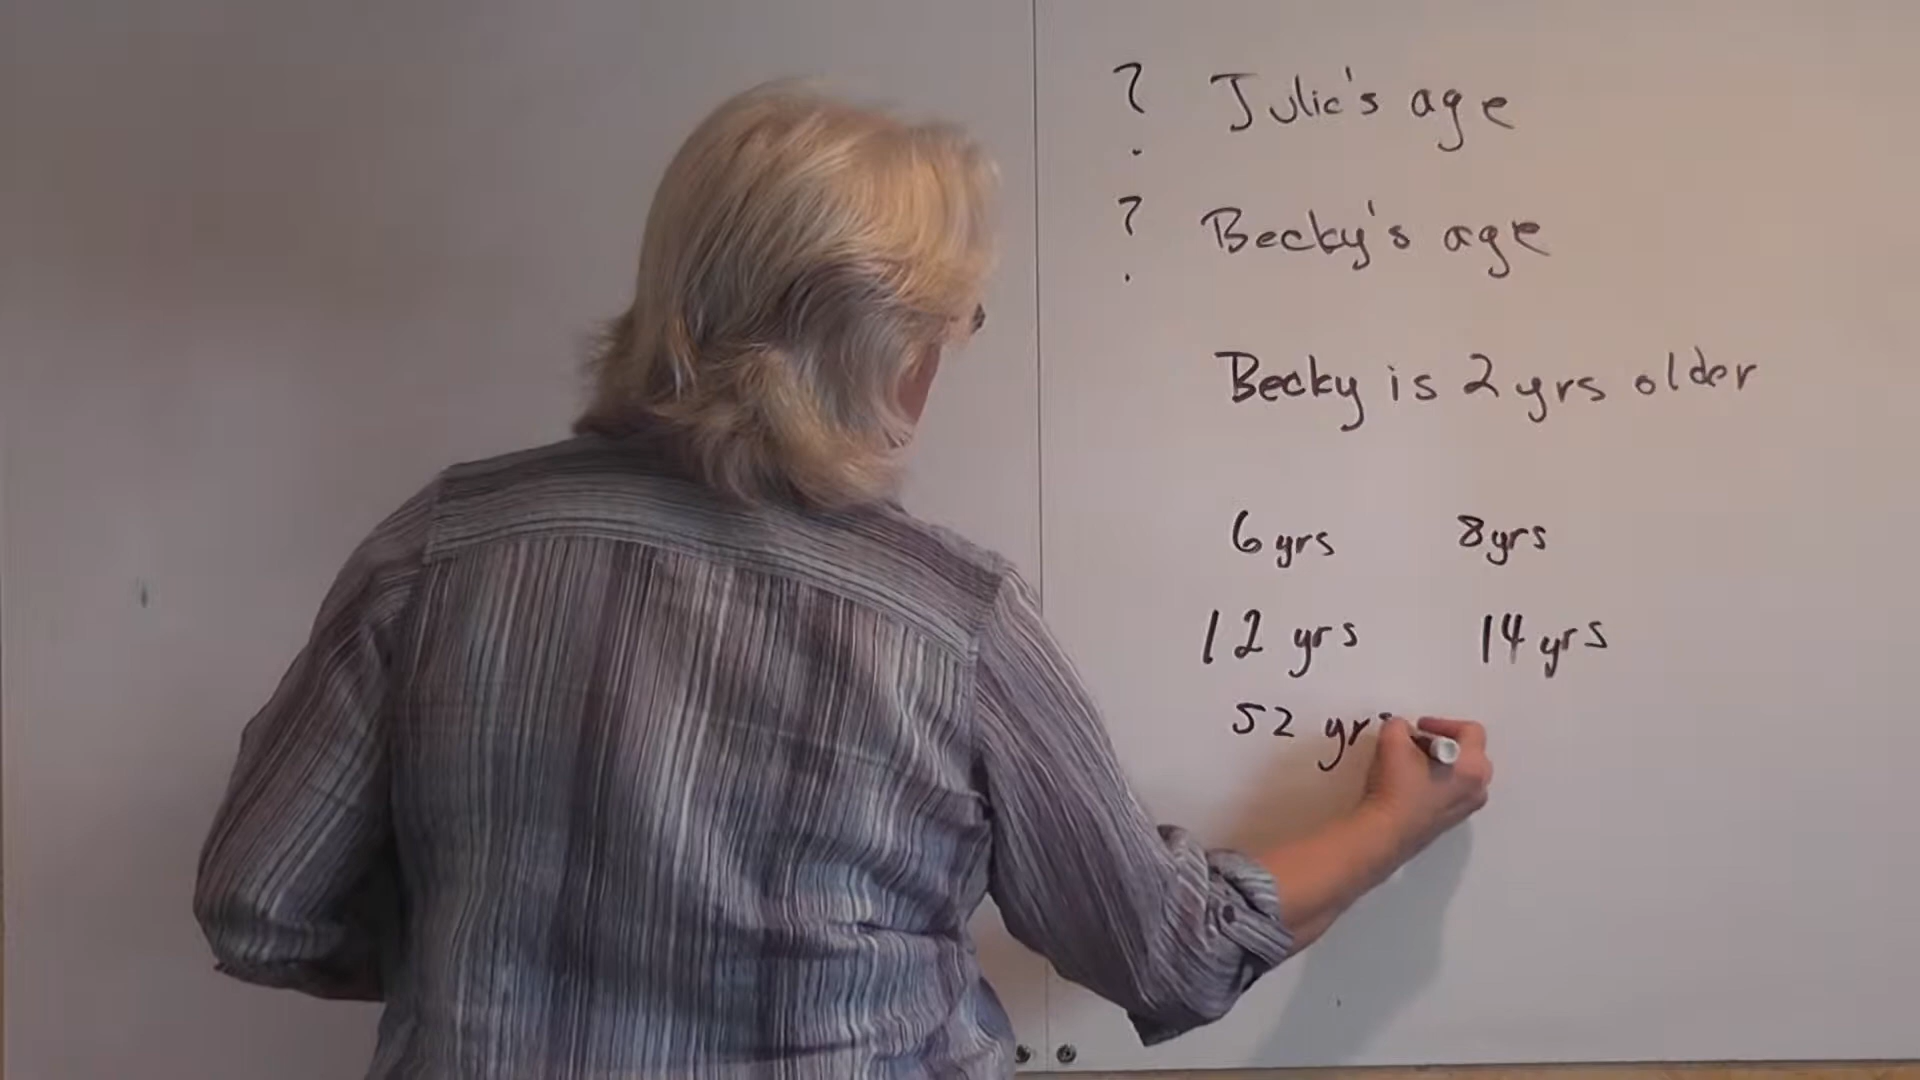 ? Julie's age
? Becky's age
Becky is 2 yrs older
6 yrs 8 yrs
12 yrs 14 yrs
52 yrs